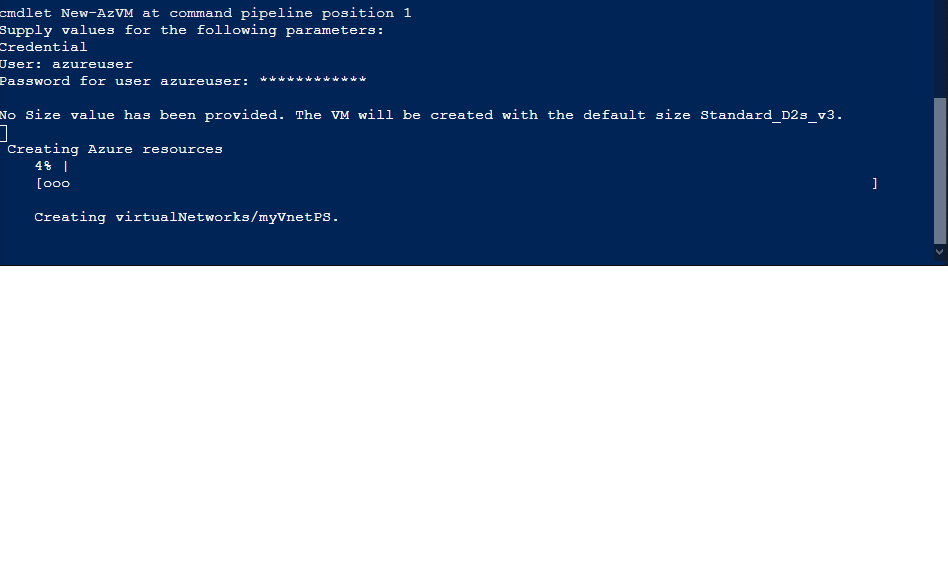 cmdlet New-AzVM at command pipeline position 1
Supply values for the following parameters:
Credential
User: azureuser
Password for user azureuser: ************
No Size value has been provided. The VM will be created with the default size Standard_D2s_v3.
Creating Azure resources
4% |
[ooo ]
Creating virtualNetworks/myVnetPS.